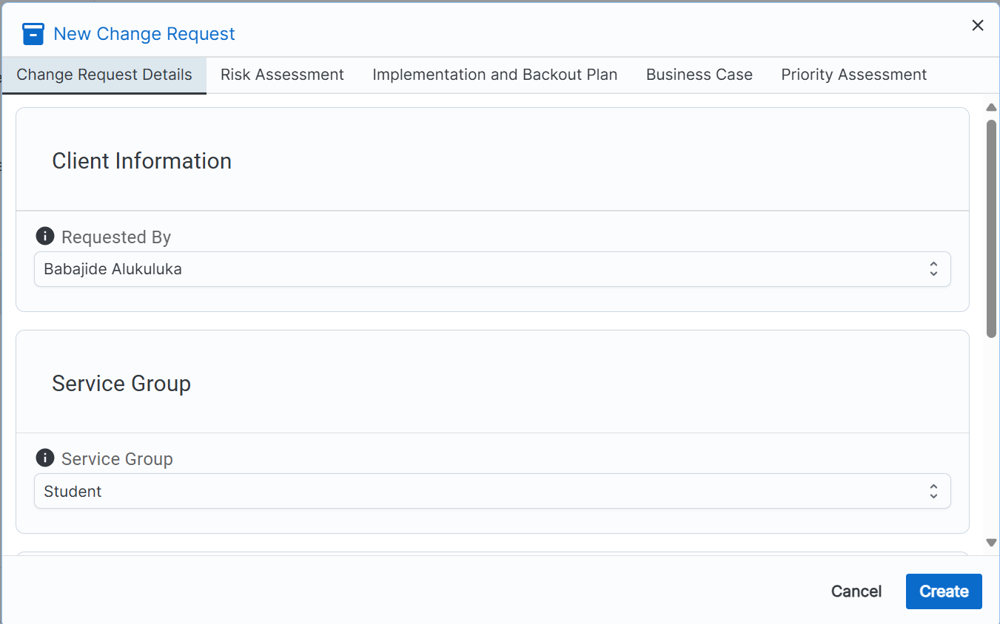 New Change Request
Change Request Details Risk Assessment Implementation and Backout Plan Business Case Priority Assessment
Client Information
Requested By
Babajide Alukuluka
Service Group
Service Group
Student
Cancel Create